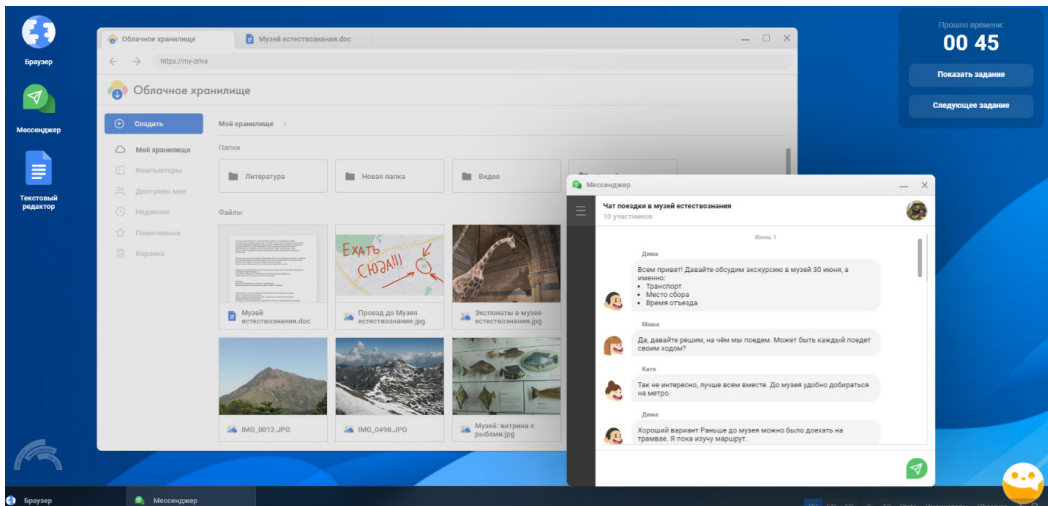 Браузер
Мессенджер
Текстовый
редактор
Облачное хранилище
Музей естествознания.doc
https://my-drive
Облачное хранилище
Создать
Моё хранилище
Компьютеры
Доступно мне
Недавние
Помеченные
Корзина
Моё хранилище
Папки
Литература
Новая папка
Видео
Файлы
ЕХАТЬ
СЮДА!!!
Музей
естествознания.doc
Проезд до Музея
естествознания.jpg
Экспонаты в музее
естествознания.jpg
IMG_0012.JPG
IMG_0498.JPG
Музей: витрина с
рыбами.jpg
Мессенджер
Чат поездки в музей естествознания
10 участников
Июнь 1
Дима
Всем привет! Давайте обсудим экскурсию в музей 30 июня, а
именно:
• Транспорт
• Место сбора
• Время отъезда
Маша
Да, давайте решим, на чём мы поедем. Может быть каждый поедет
своим ходом?
Катя
Так не интересно, лучше всем вместе. До музея удобно добираться
на метро.
Дима
Хороший вариант Раньше до музея можно было доехать на
трамвае. Я пока изучу маршрут.
Прошло времени:
00 45
Показать задание
Следующее задание
Браузер
Мессенджер